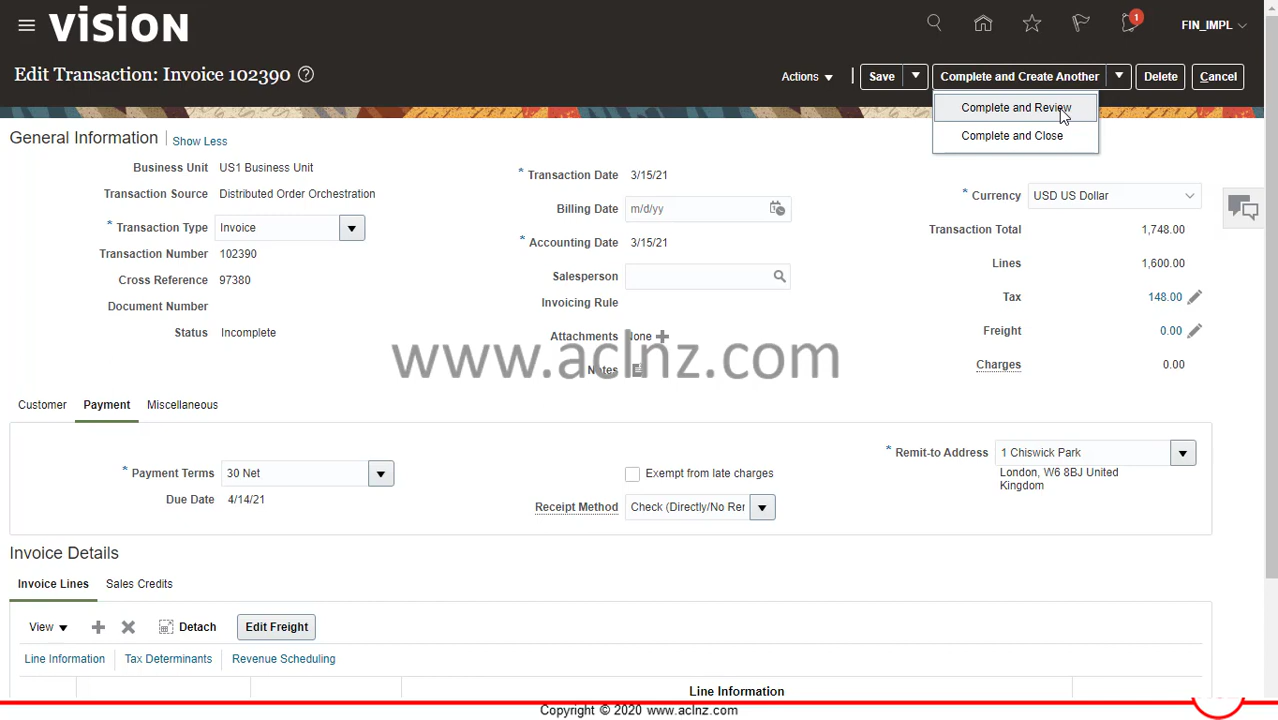 vision
1
FIN_IMPL
Edit Transaction: Invoice 102390 ?
Actions
Save
Complete and Create Another
Delete
Cancel
Complete and Review
Complete and Close
General Information
Show Less
Business Unit US1 Business Unit
Transaction Source Distributed Order Orchestration
* Transaction Type Invoice
Transaction Number 102390
Cross Reference 97380
Document Number
Status Incomplete
* Transaction Date 3/15/21
Billing Date m/d/yy
* Accounting Date 3/15/21
Salesperson
Invoicing Rule
Attachments None
Notes
* Currency USD US Dollar
Transaction Total 1,748.00
Lines 1,600.00
Tax 148.00
Freight 0.00
Charges 0.00
www.aclnz.com
Customer Payment Miscellaneous
* Payment Terms 30 Net
Due Date 4/14/21
Exempt from late charges
Receipt Method Check (Directly/No Rer
* Remit-to Address 1 Chiswick Park
London, W6 8BJ United
Kingdom
Invoice Details
Invoice Lines Sales Credits
View Detach Edit Freight
Line Information Tax Determinants Revenue Scheduling
Line Information
Copyright © 2020 www.aclnz.com